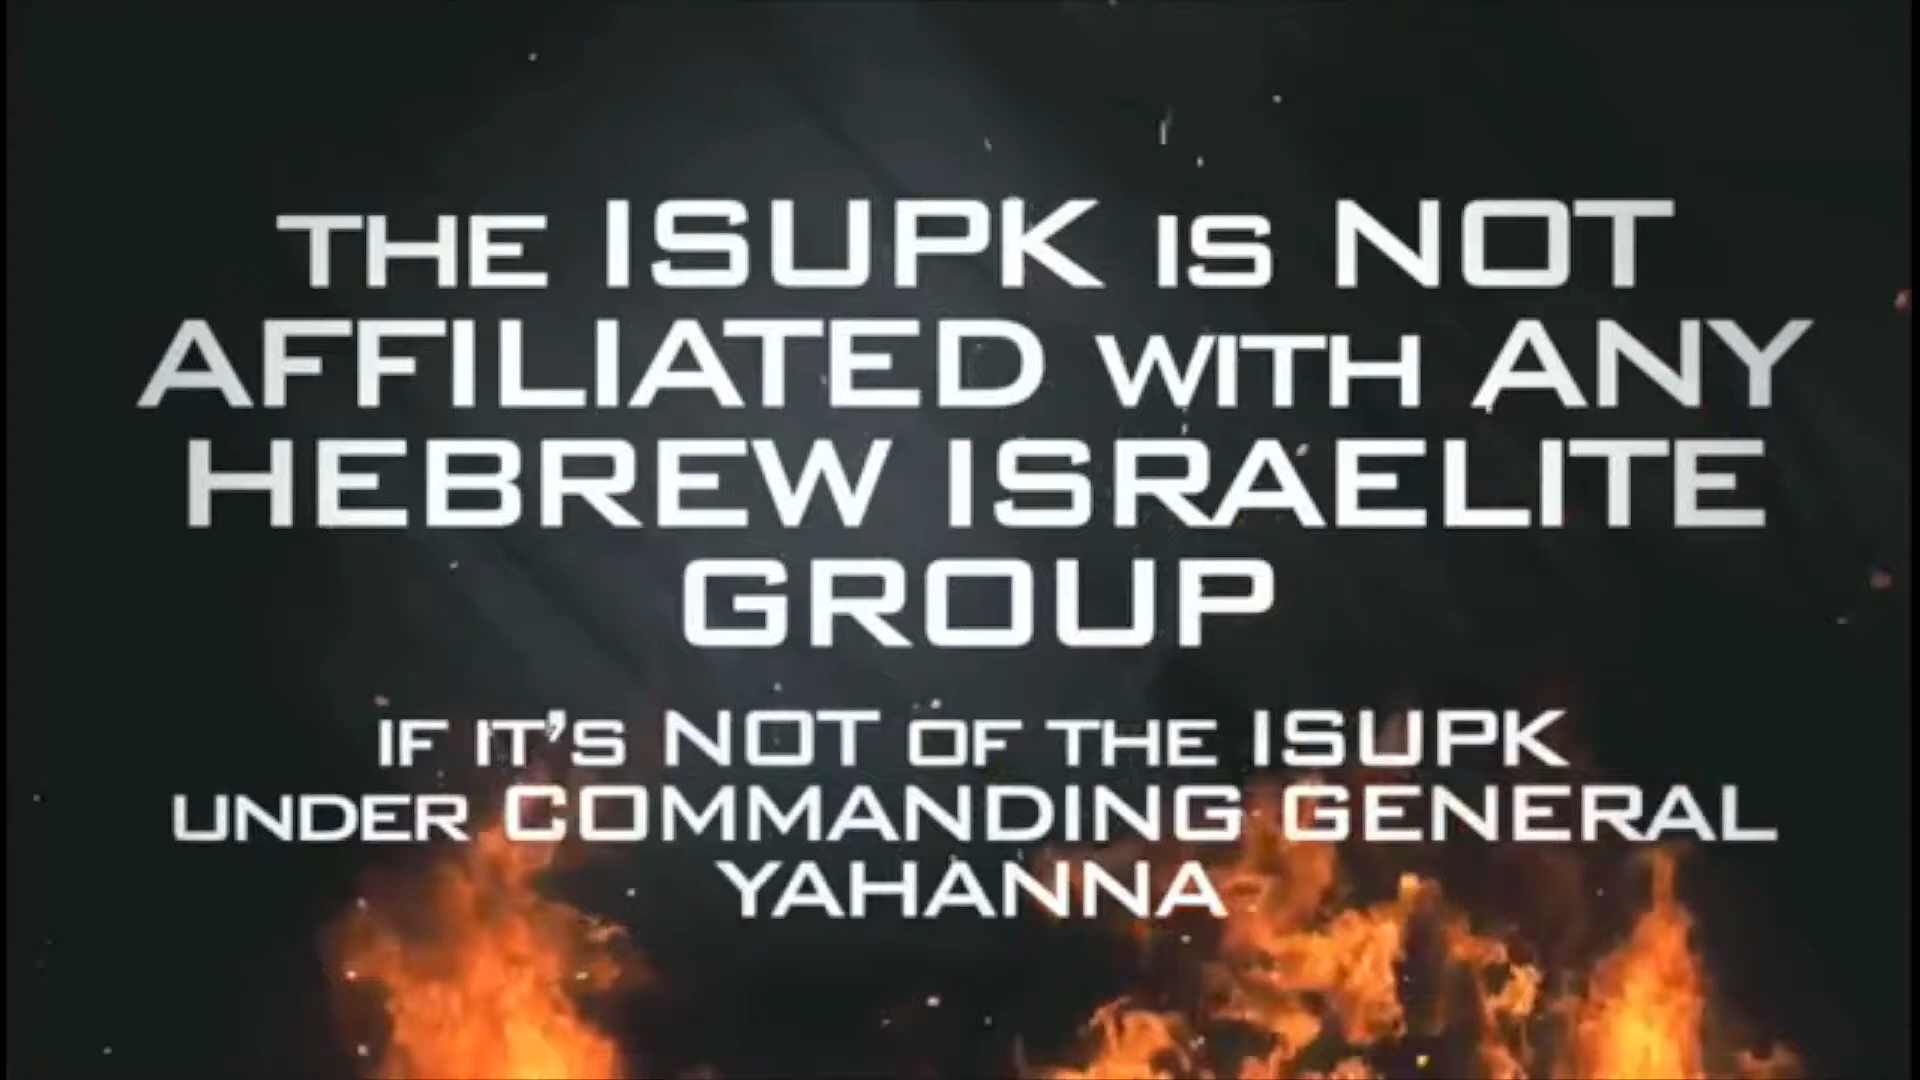 THE ISUPK IS NOT
AFFILIATED WITH ANY
HEBREW ISRAELITE
GROUP
IF IT'S NOT OF THE ISUPK
UNDER COMMANDING GENERAL
YAHANNA